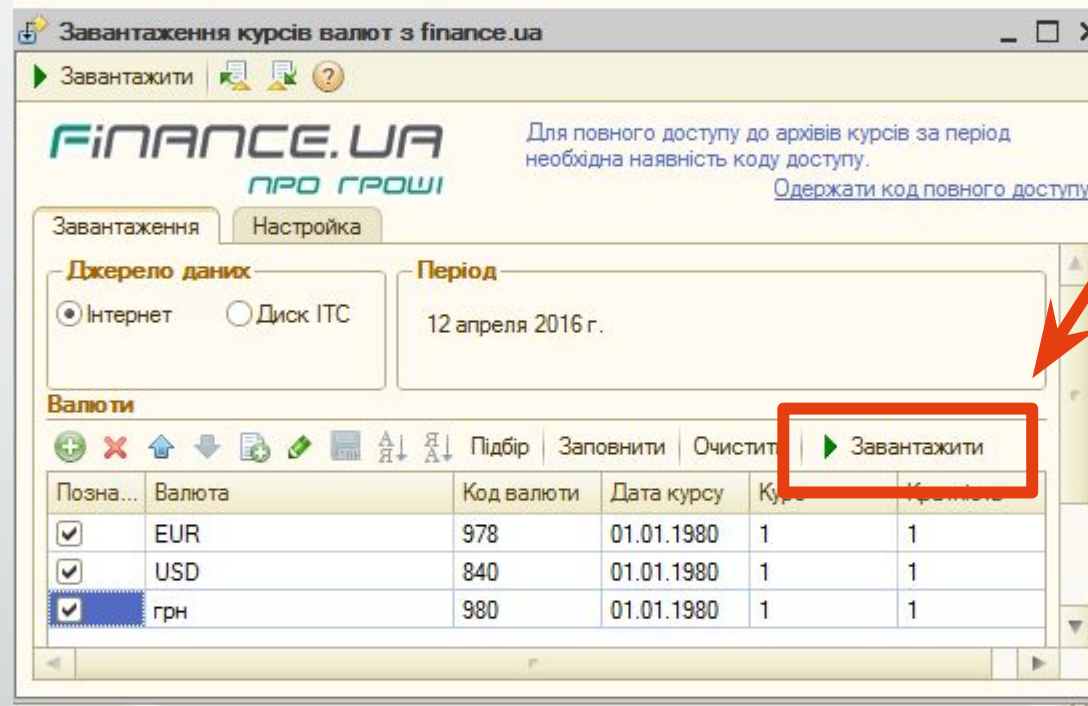 Завантаження курсів валют з finance.ua
Завантажити
FINANCE.UA
ПРО ГРОШІ
Для повного доступу до архівів курсів за період
необхідна наявність коду доступу.
Одержати код повного доступу
Завантаження Настройка
Джерело даних Період
Інтернет Диск ІТС 12 апреля 2016 г.
Валюти
Підбір Заповнити Очистити Завантажити
Позна... Валюта Код валюти Дата курсу Курс Кратність
EUR 978 01.01.1980 1 1
USD 840 01.01.1980 1 1
грн 980 01.01.1980 1 1